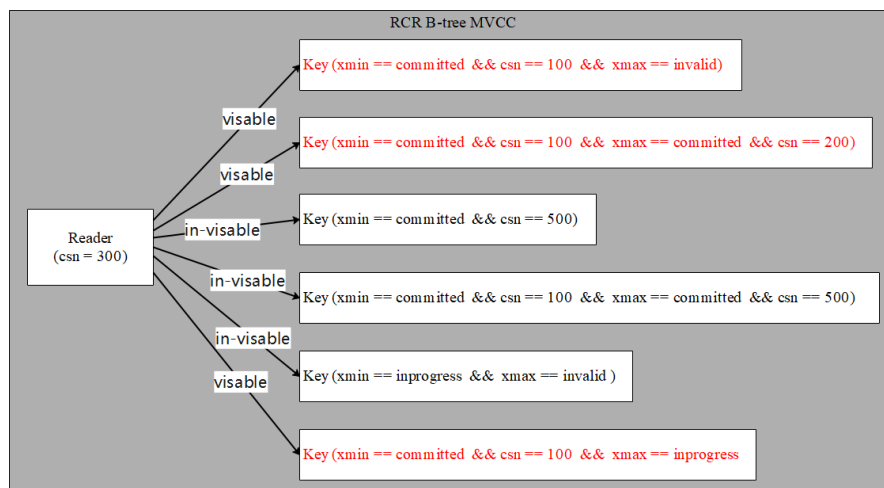 RCR B-tree MVCC
Key (xmin == committed && csn == 100 && xmax == invalid)
visable
Key (xmin == committed && csn == 100 && xmax == committed && csn == 200)
visable
Key (xmin == committed && csn == 500)
in-visable
Reader
(csn = 300)
in-visable
Key (xmin == committed && csn == 100 && xmax == committed && csn == 500)
in-visable
Key (xmin == inprogress && xmax == invalid )
visable
Key (xmin == committed && csn == 100 && xmax == inprogress